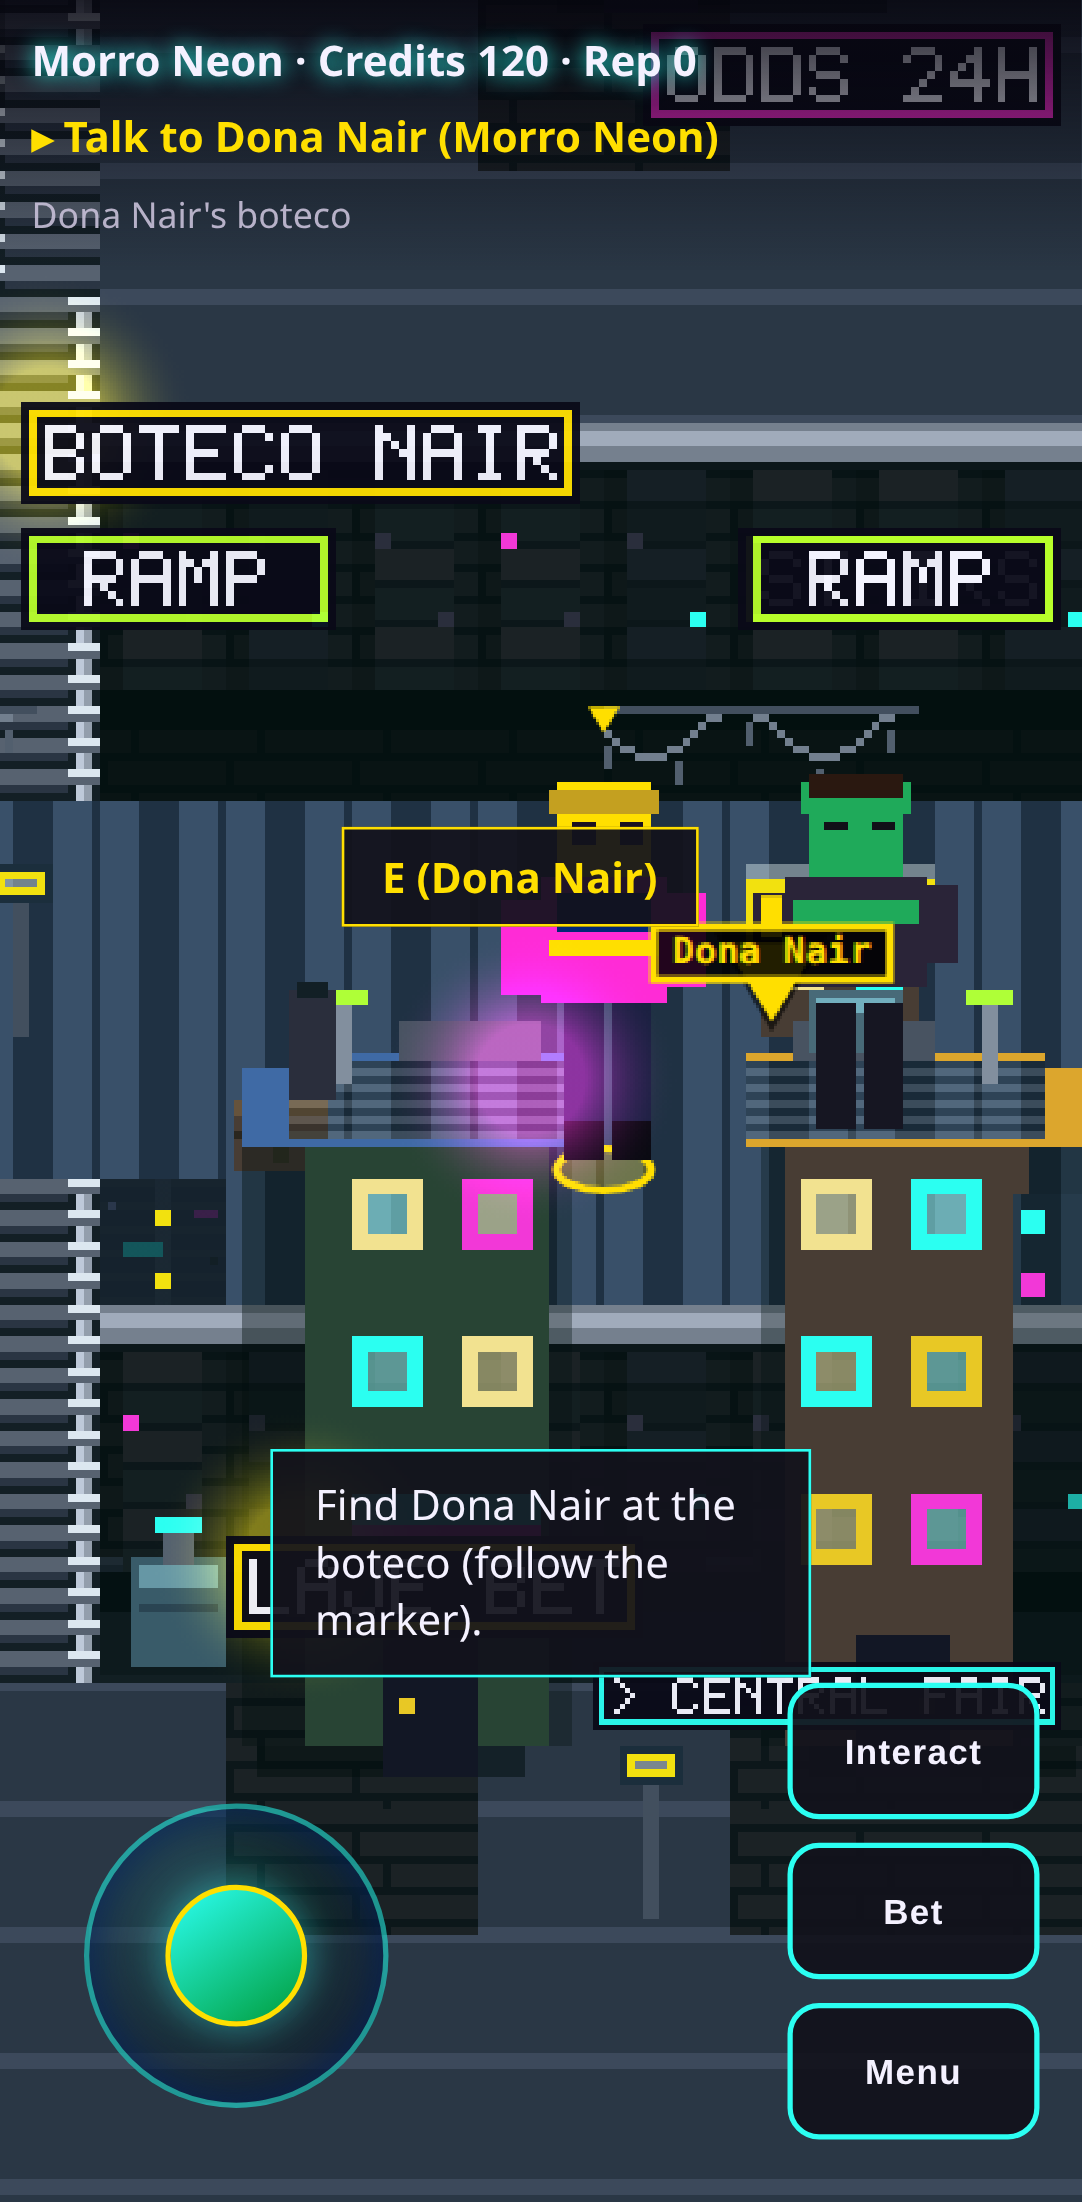 Morro Neon · Credits 120 · Rep 0
ODDS 24H
▸ Talk to Dona Nair (Morro Neon)
Dona Nair's boteco
BOTECO NAIR
RAMP
RAMP
E (Dona Nair)
Dona Nair
Find Dona Nair at the
boteco (follow the
marker).
LAJE BET
> CENTRAL FAIR
Interact
Bet
Menu